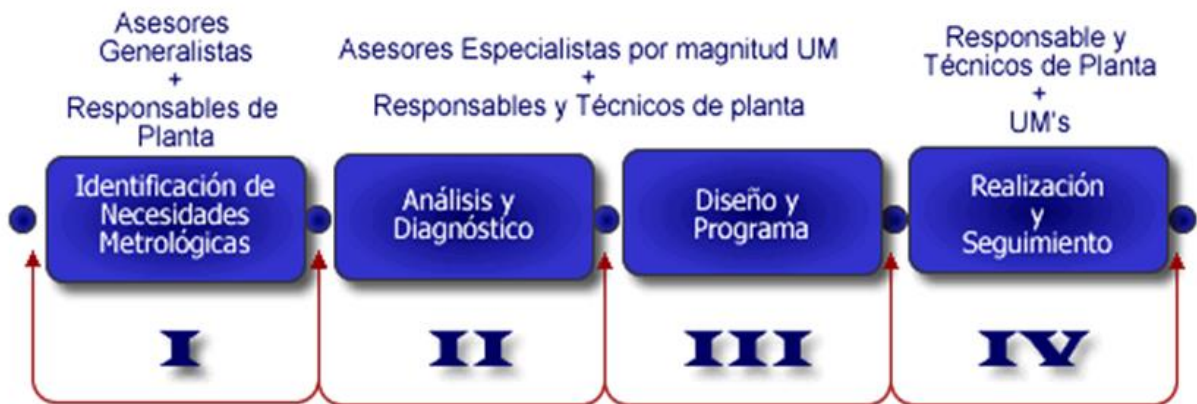 Asesores
Generalistas
+
Responsables de
Planta
Asesores Especialistas por magnitud UM
+
Responsables y Técnicos de planta
Responsable y
Técnicos de Planta
+
UM's
Identificación de
Necesidades
Metrológicas
Análisis y
Diagnóstico
Diseño y
Programa
Realización
y
Seguimiento
I
II
III
IV